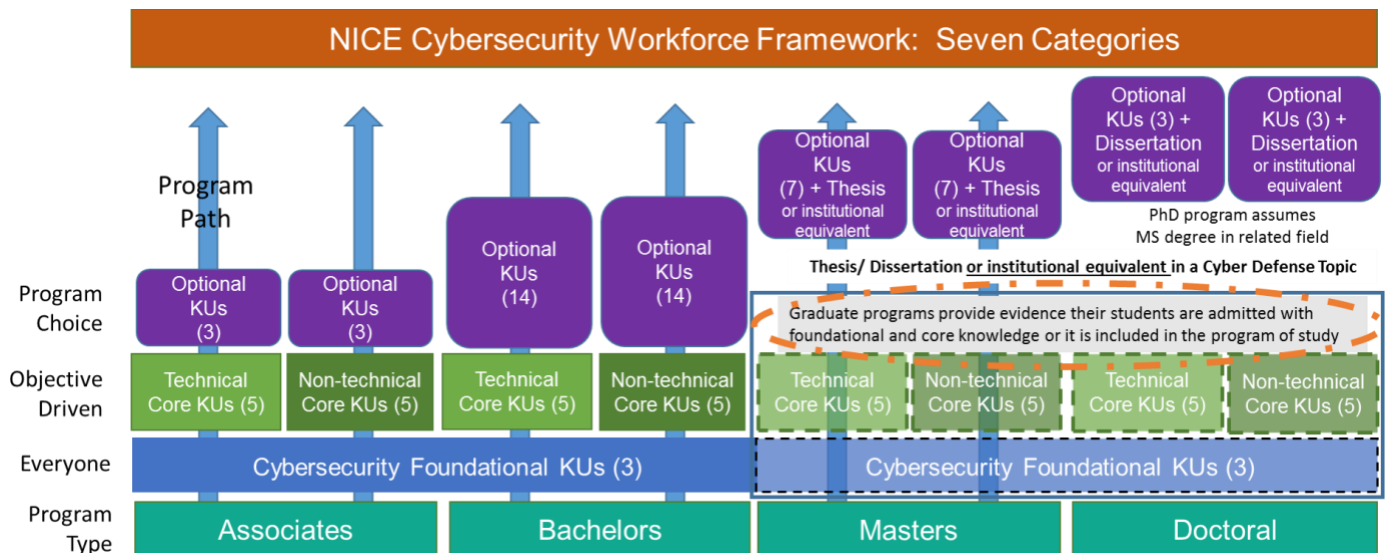 NICE Cybersecurity Workforce Framework: Seven Categories
Program
Path
Optional
KUs
(3)
Optional
KUs
(3)
Optional
KUs
(14)
Optional
KUs
(14)
Optional
KUs
(7) + Thesis
or institutional
equivalent
Optional
KUs
(7) + Thesis
or institutional
equivalent
Optional
KUs (3) +
Dissertation
or institutional
equivalent
Optional
KUs (3) +
Dissertation
or institutional
equivalent
PhD program assumes
MS degree in related field
Thesis/ Dissertation or institutional equivalent in a Cyber Defense Topic
Program
Choice
Graduate programs provide evidence their students are admitted with
foundational and core knowledge or it is included in the program of study
Objective
Driven
Technical
Core KUs (5)
Non-technical
Core KUs (5)
Technical
Core KUs (5)
Non-technical
Core KUs (5)
Technical
Core KUs (5)
Non-technical
Core KUs (5)
Technical
Core KUs (5)
Non-technical
Core KUs (5)
Everyone
Cybersecurity Foundational KUs (3)
Cybersecurity Foundational KUs (3)
Program
Type
Associates
Bachelors
Masters
Doctoral